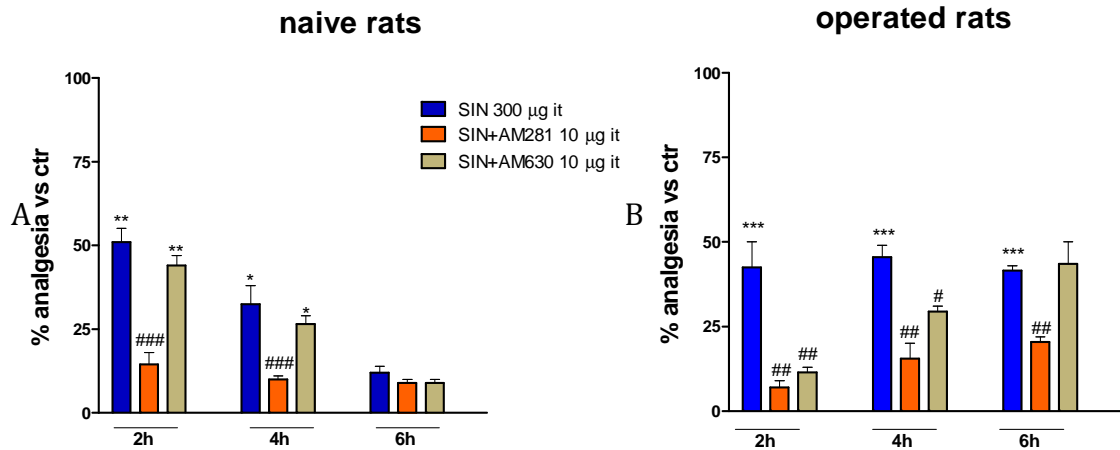 naive rats
100
75
50
25
0
% analgesia vs ctr
A
SIN 300 µg it
SIN+AM281 10 µg it
SIN+AM630 10 µg it
** ### **
* ### *
2h 4h 6h
operated rats
100
75
50
25
0
% analgesia vs ctr
B
*** ## ##
*** ## #
*** ##
2h 4h 6h